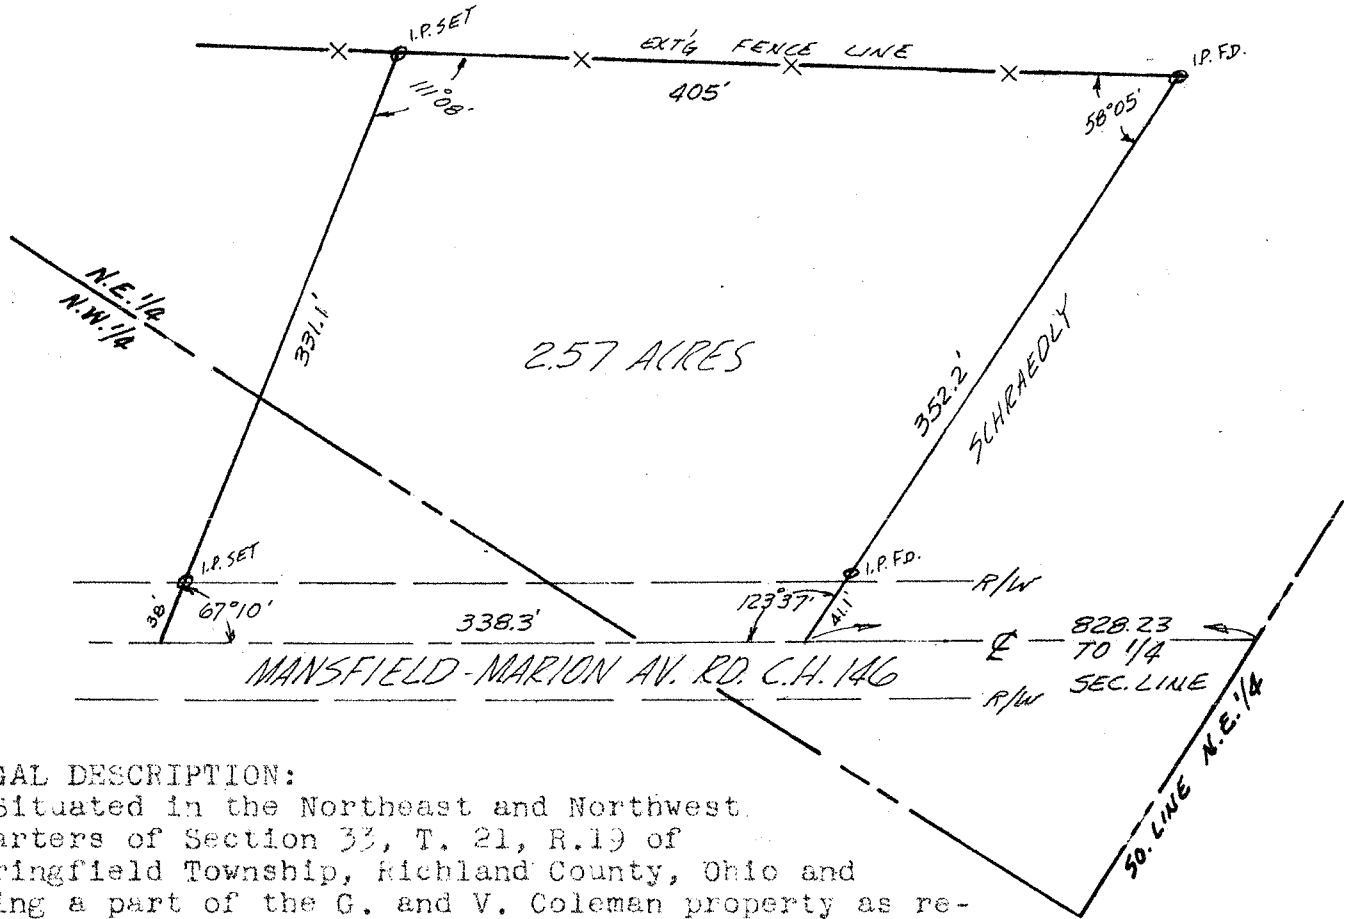 I.P. SET
EXT'G FENCE LINE
I.P. FD.
111°08'
405'
58°05'
N.E. 1/4
N.W. 1/4
331.1'
2.57 ACRES
352.2'
SCHRAEDLY
I.P. SET
I.P. FD.
R/W
38'
67°10'
338.3'
123°37'
41.1'
℄
828.23
TO 1/4
SEC. LINE
MANSFIELD-MARION AV. RD. C.H. 146
R/W
SO. LINE N.E. 1/4
GAL DESCRIPTION:
Situated in the Northeast and Northwest
arters of Section 33, T. 21, R.19 of
ringfield Township, Richland County, Ohio and
ing a part of the G. and V. Coleman property as re-